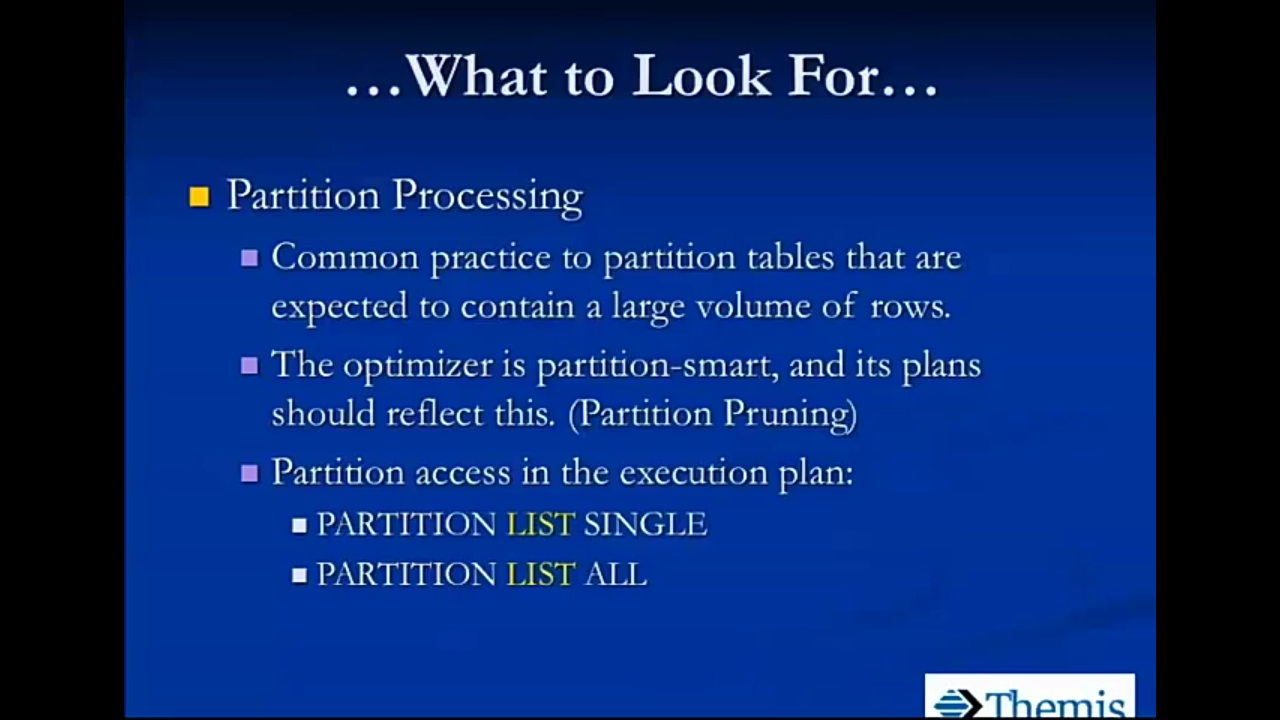 ...What to Look For...
Partition Processing
Common practice to partition tables that are
expected to contain a large volume of rows.
The optimizer is partition-smart, and its plans
should reflect this. (Partition Pruning)
Partition access in the execution plan:
PARTITION LIST SINGLE
PARTITION LIST ALL
Themis